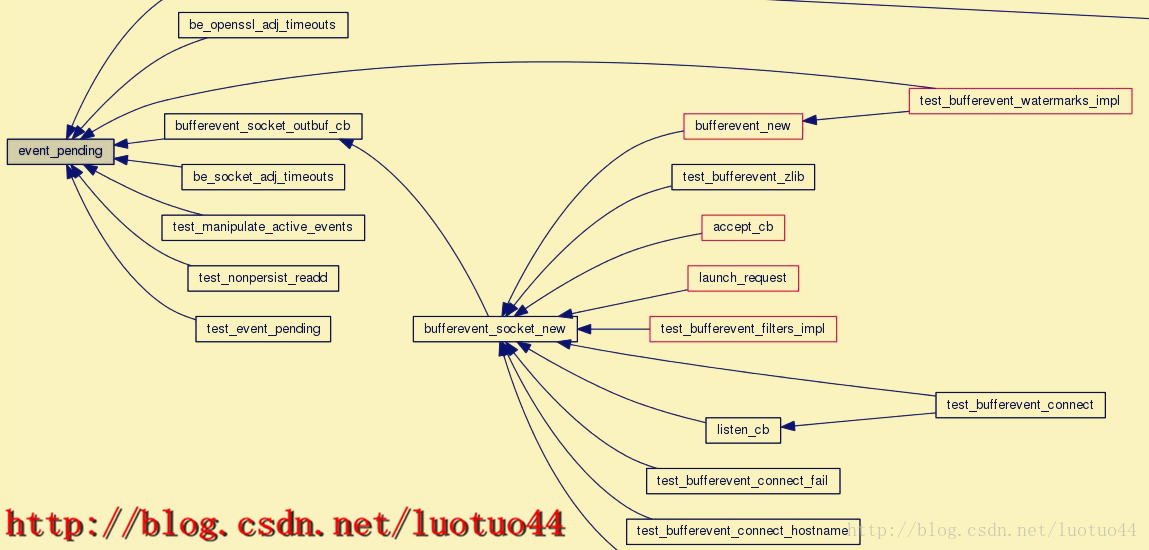 be_openssl_adj_timeouts
test_bufferevent_watermarks_impl
bufferevent_socket_outbuf_cb
bufferevent_new
event_pending
be_socket_adj_timeouts
test_bufferevent_zlib
test_manipulate_active_events
accept_cb
test_nonpersist_readd
launch_request
test_event_pending
bufferevent_socket_new
test_bufferevent_filters_impl
test_bufferevent_connect
listen_cb
test_bufferevent_connect_fail
test_bufferevent_connect_hostname
http://blog.csdn.net/luotuo44
http://blog.csdn.net/luotuo44